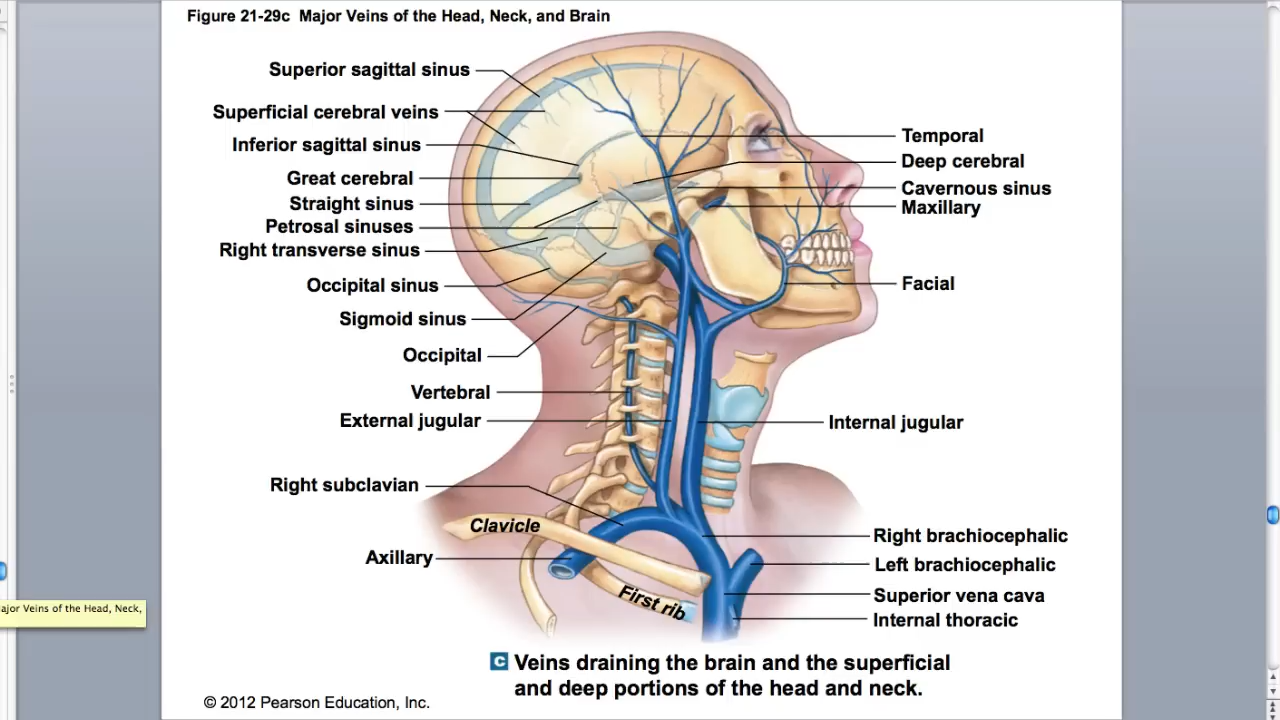 Figure 21-29c Major Veins of the Head, Neck, and Brain
Superior sagittal sinus
Superficial cerebral veins
Inferior sagittal sinus
Great cerebral
Straight sinus
Petrosal sinuses
Right transverse sinus
Occipital sinus
Sigmoid sinus
Occipital
Vertebral
External jugular
Right subclavian
Clavicle
Axillary
First rib
Temporal
Deep cerebral
Cavernous sinus
Maxillary
Facial
Internal jugular
Right brachiocephalic
Left brachiocephalic
Superior vena cava
Internal thoracic
ajor Veins of the Head, Neck,
C Veins draining the brain and the superficial
and deep portions of the head and neck.
© 2012 Pearson Education, Inc.